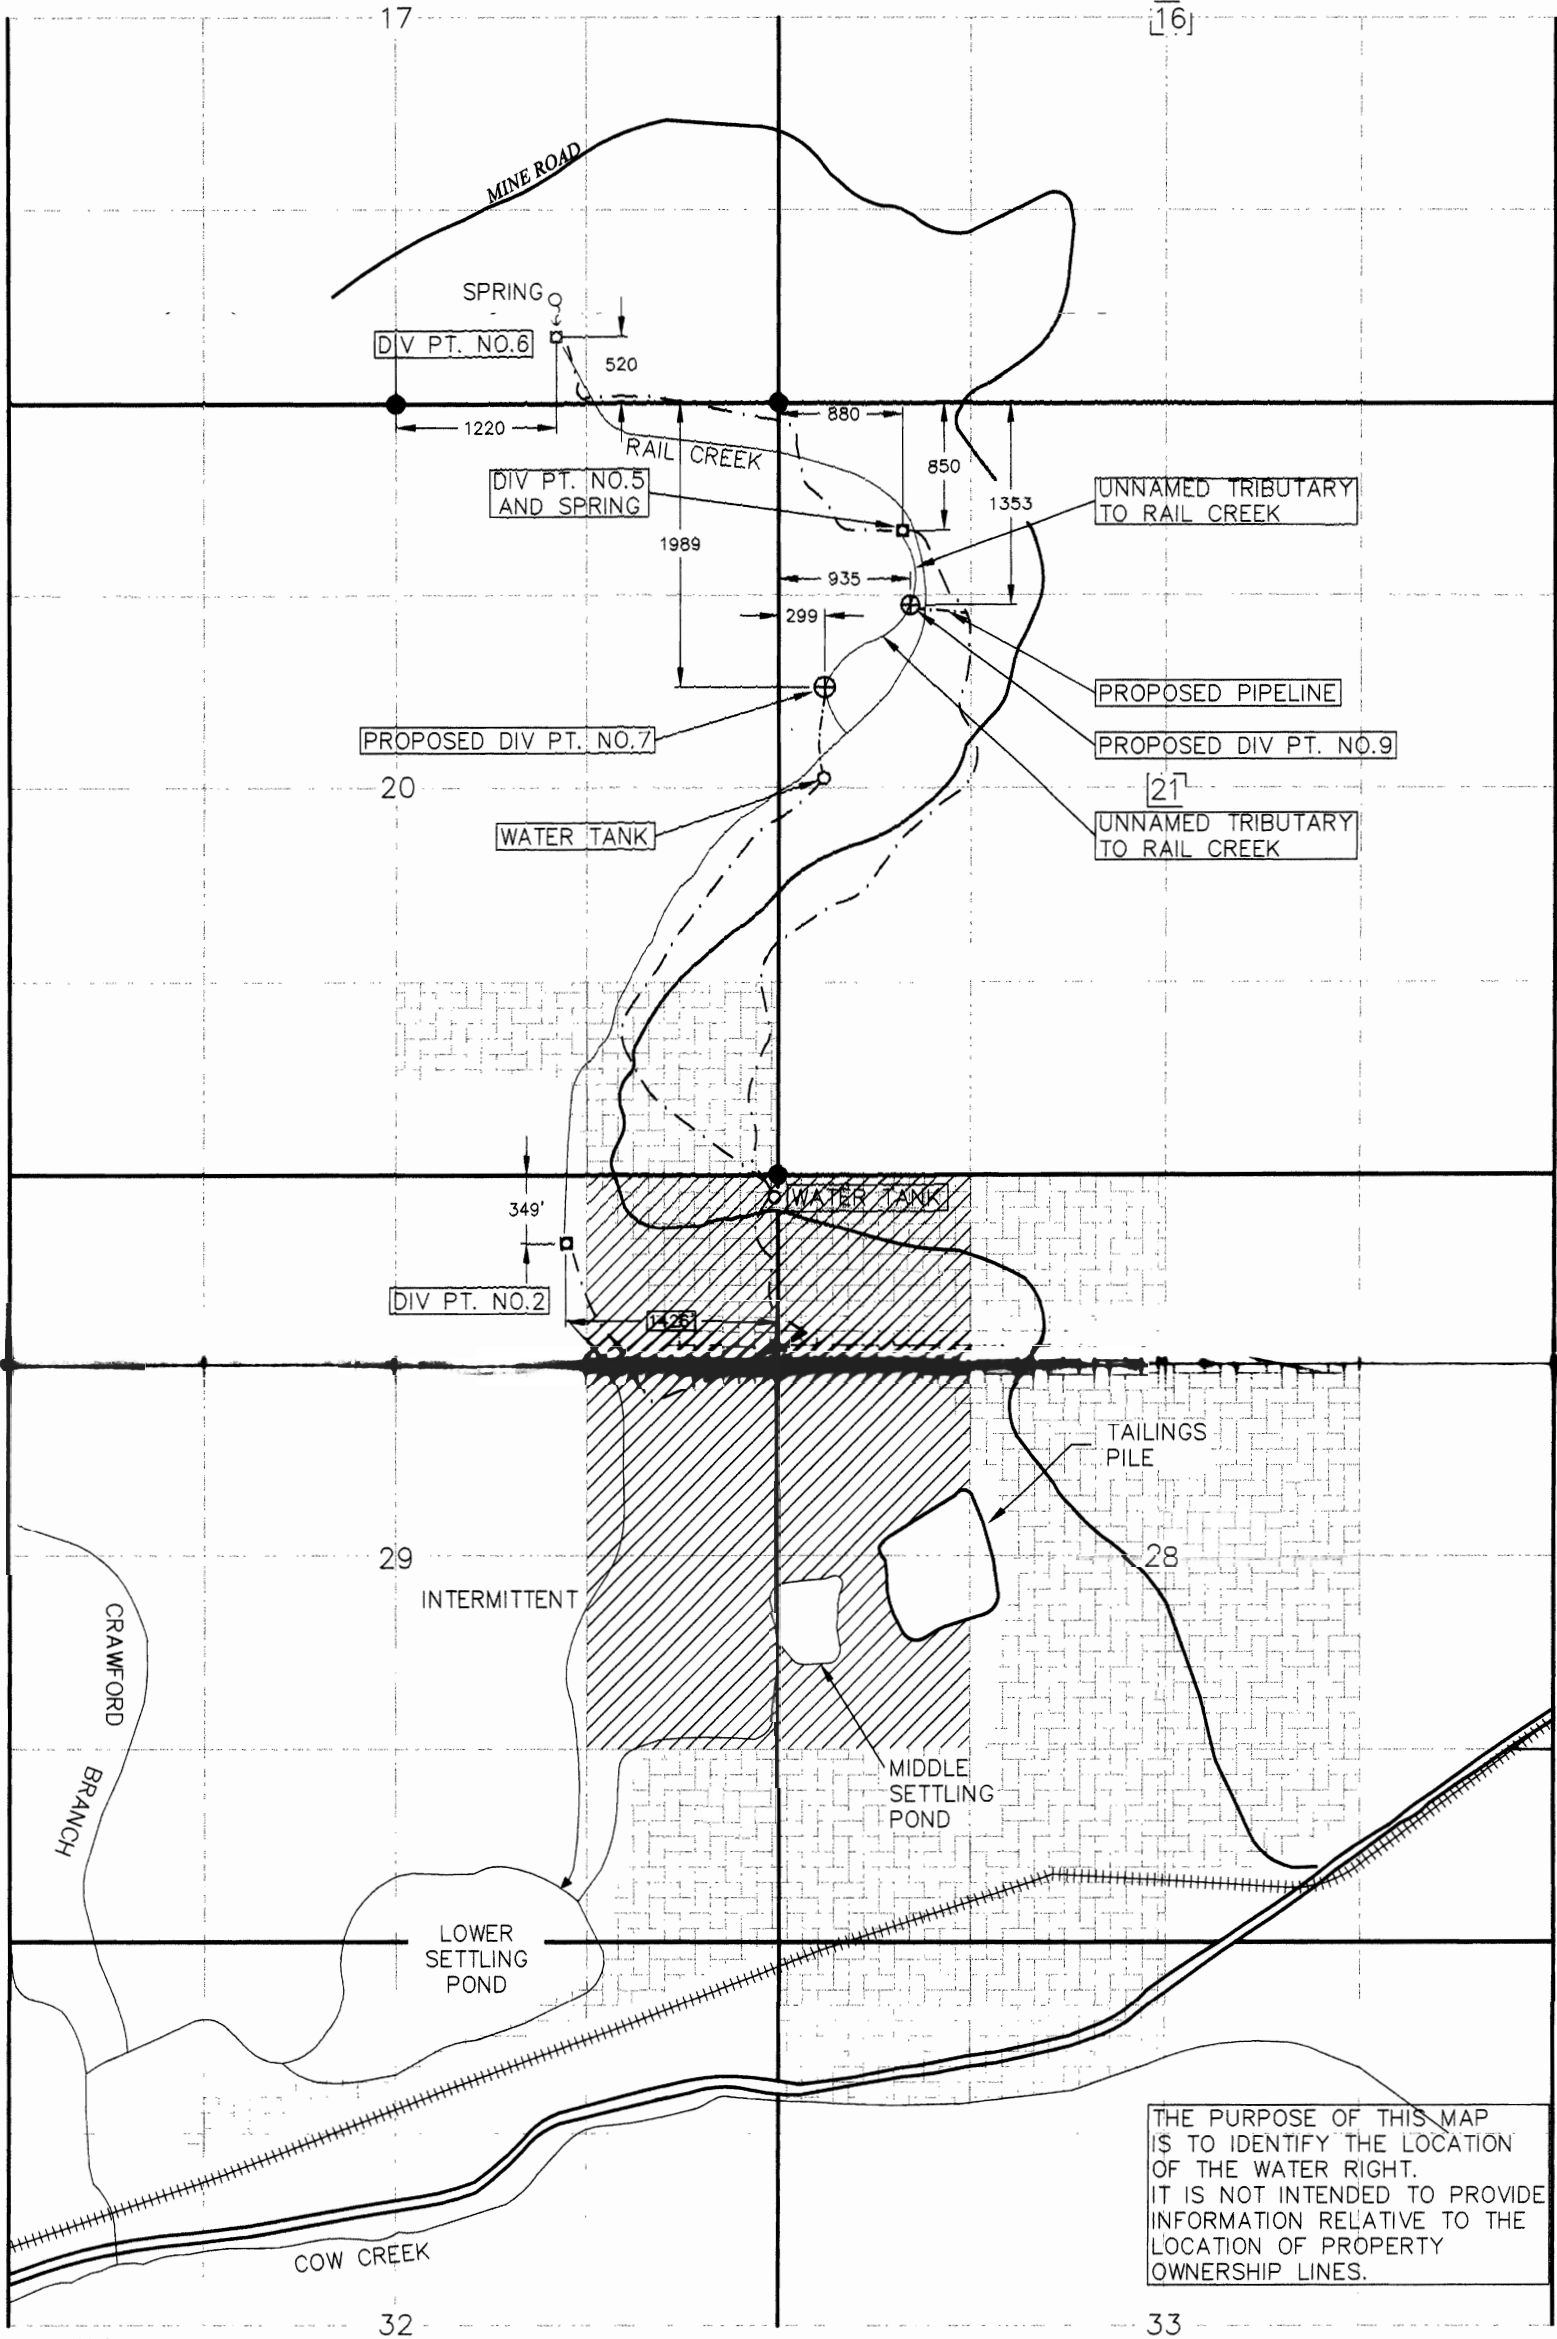 17
16
MINE ROAD
SPRING
DIV PT. NO.6
520
880
1220
RAIL CREEK
850
DIV PT. NO.5
AND SPRING
1353
UNNAMED TRIBUTARY
TO RAIL CREEK
1989
935
299
PROPOSED PIPELINE
PROPOSED DIV PT. NO.7
PROPOSED DIV PT. NO.9
20
21
WATER TANK
UNNAMED TRIBUTARY
TO RAIL CREEK
349'
WATER TANK
DIV PT. NO.2
1426'
TAILINGS
PILE
29
28
INTERMITTENT
CRAWFORD
BRANCH
MIDDLE
SETTLING
POND
LOWER
SETTLING
POND
COW CREEK
THE PURPOSE OF THIS MAP
IS TO IDENTIFY THE LOCATION
OF THE WATER RIGHT.
IT IS NOT INTENDED TO PROVIDE
INFORMATION RELATIVE TO THE
LOCATION OF PROPERTY
OWNERSHIP LINES.
32
33